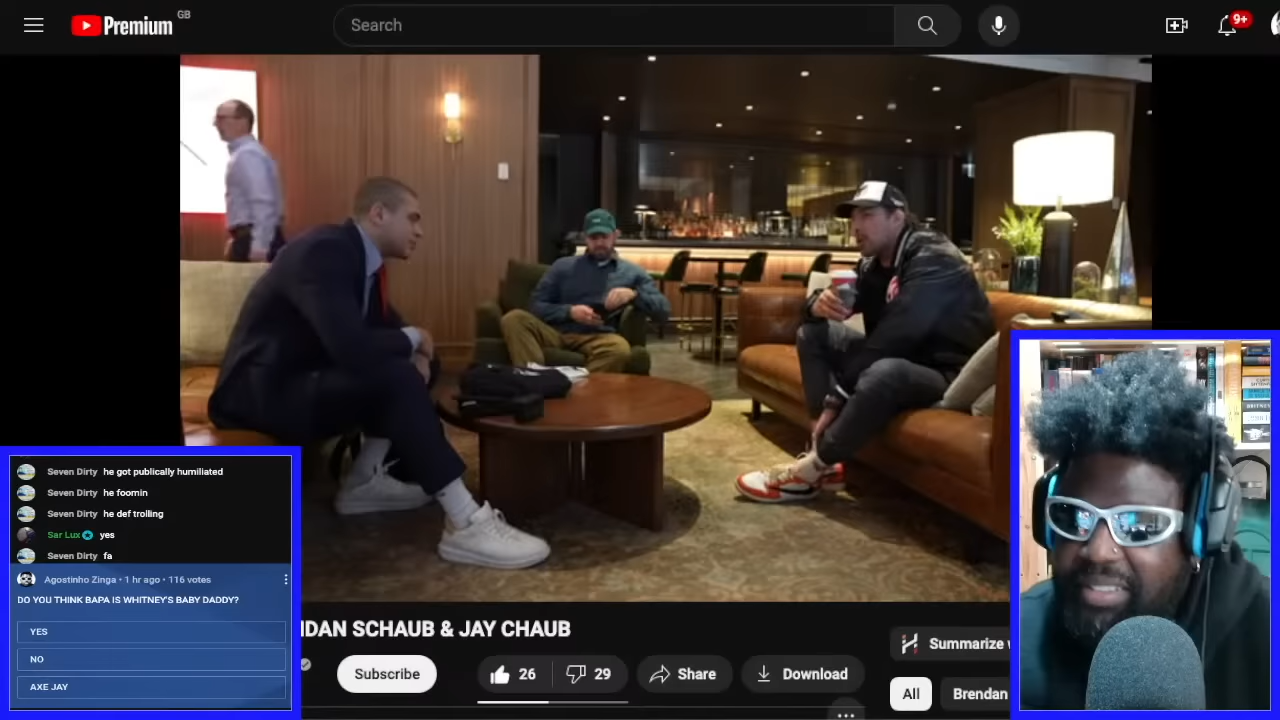 Premium GB
Search
9+
Seven Dirty he got publically humiliated
Seven Dirty he foomin
Seven Dirty he def trolling
Sar Lux yes
Seven Dirty fa
Agostinho Zinga • 1 hr ago • 116 votes
DO YOU THINK BAPA IS WHITNEY'S BABY DADDY?
YES
NO
AXE JAY
IDAN SCHAUB & JAY CHAUB
Subscribe
26
29
Share
Download
Summarize
All
Brendan